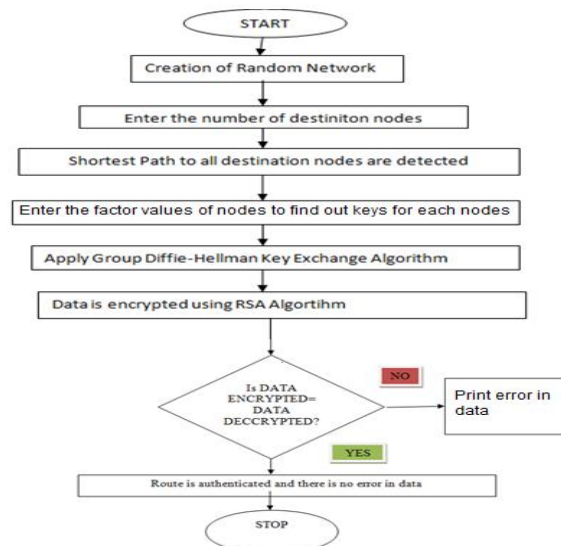 START
Creation of Random Network
Enter the number of destiniton nodes
Shortest Path to all destination nodes are detected
Enter the factor values of nodes to find out keys for each nodes
Apply Group Diffie-Hellman Key Exchange Algorithm
Data is encrypted using RSA Algortihm
Is DATA
ENCRYPTED=
DATA
DECCRYPTED?
NO
Print error in
data
YES
Route is authenticated and there is no error in data
STOP